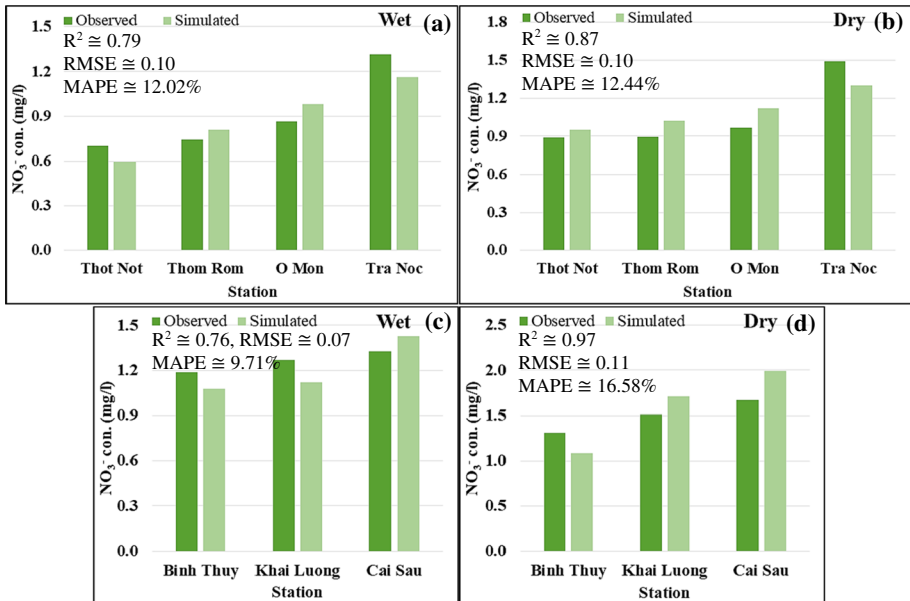 Observed Simulated Wet (a)
R² ≅ 0.79
RMSE ≅ 0.10
MAPE ≅ 12.02%
NO₃⁻ con. (mg/l)
1.5
1.2
0.9
0.6
0.3
0.0
Thot Not Thom Rom O Mon Tra Noc
Station
Observed Simulated Dry (b)
R² ≅ 0.87
RMSE ≅ 0.10
MAPE ≅ 12.44%
NO₃⁻ con. (mg/l)
1.8
1.5
1.2
0.9
0.6
0.3
0.0
Thot Not Thom Rom O Mon Tra Noc
Station
Observed Simulated Wet (c)
R² ≅ 0.76, RMSE ≅ 0.07
MAPE ≅ 9.71%
NO₃⁻ con. (mg/l)
1.5
1.2
0.9
0.6
0.3
0.0
Binh Thuy Khai Luong Cai Sau
Station
Observed Simulated Dry (d)
R² ≅ 0.97
RMSE ≅ 0.11
MAPE ≅ 16.58%
NO₃⁻ con. (mg/l)
2.5
2.0
1.5
1.0
0.5
0.0
Binh Thuy Khai Luong Cai Sau
Station